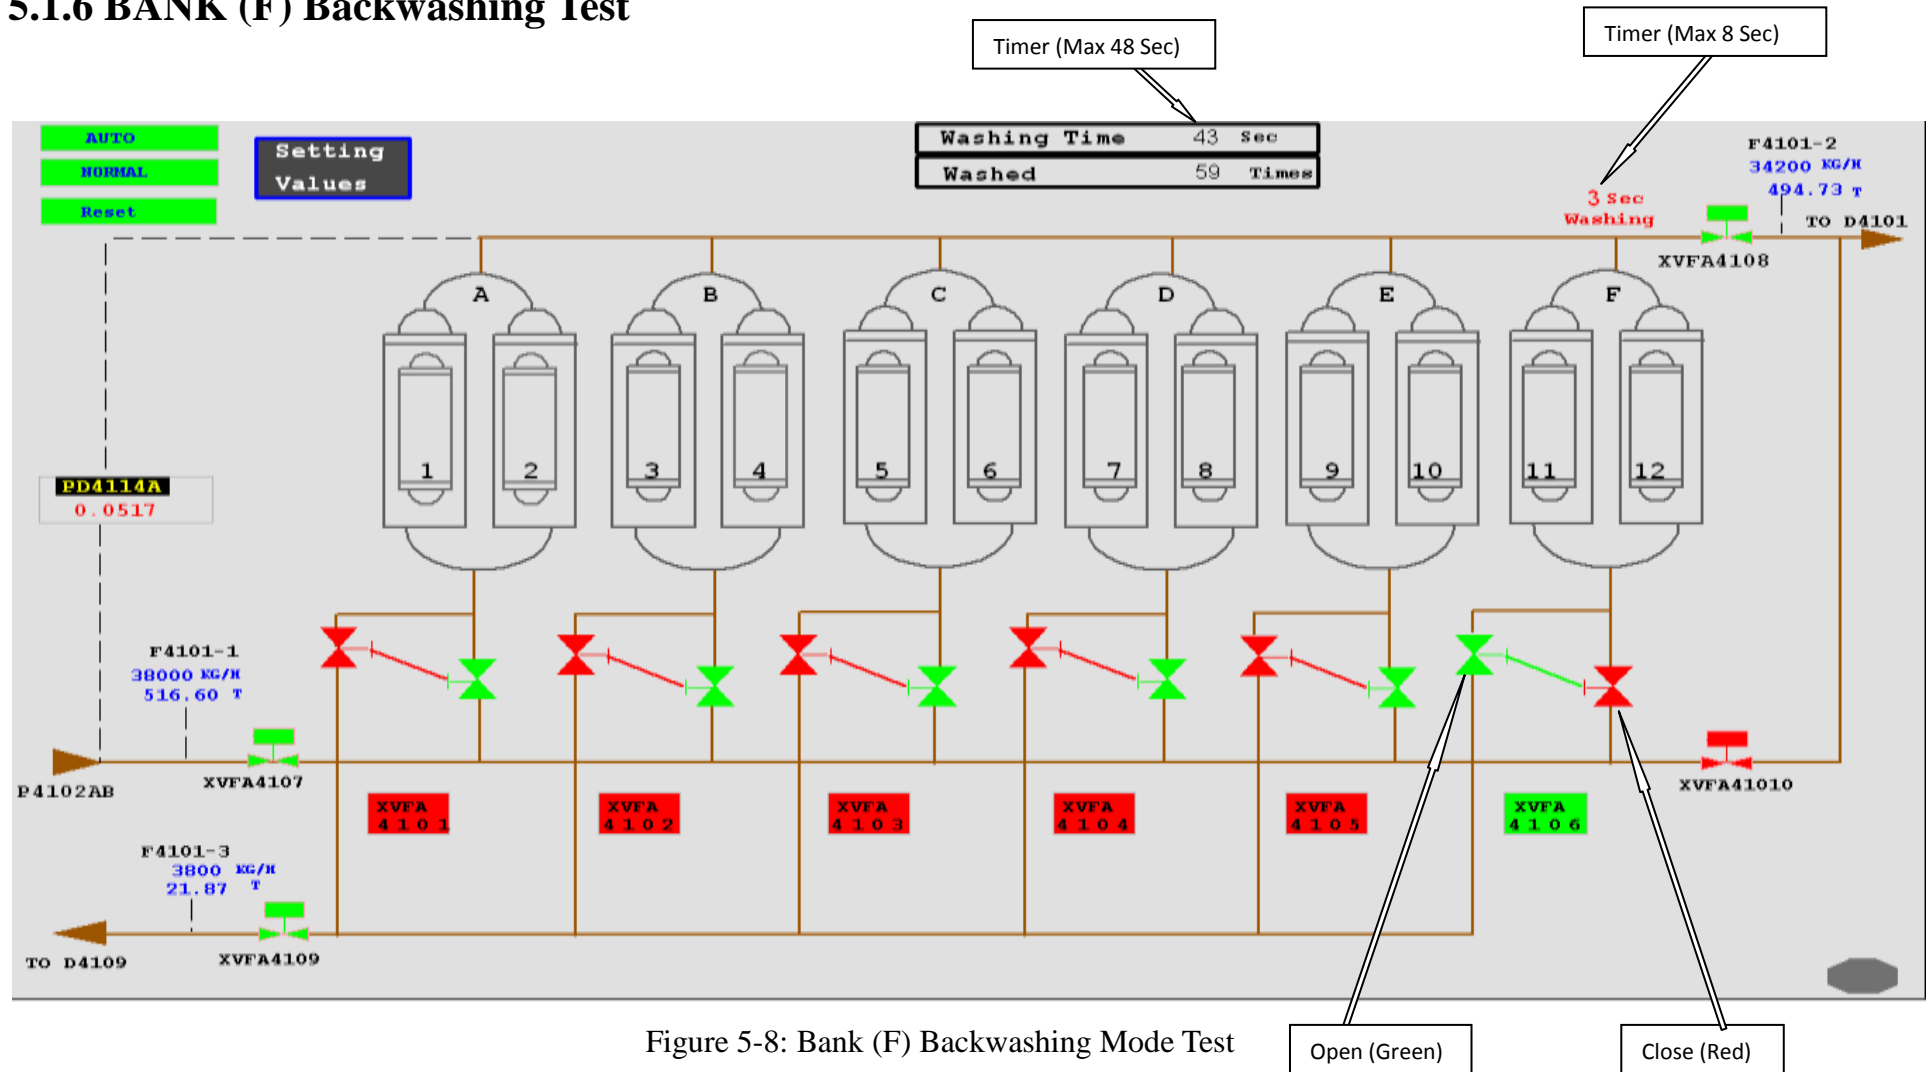 5.1.6 BANK (F) Backwashing Test
Timer (Max 48 Sec)
Timer (Max 8 Sec)
AUTO
NORMAL
Reset
Setting
Values
Washing Time 43 Sec
Washed 59 Times
3 Sec
Washing
F4101-2
34200 KG/H
494.73 T
TO D4101
XVFA4108
A B C D E F
1 2 3 4 5 6 7 8 9 10 11 12
PD4114A
0.0517
F4101-1
38000 KG/H
516.60 T
P4102AB
XVFA4107
XVFA41010
XVFA
4101
XVFA
4102
XVFA
4103
XVFA
4104
XVFA
4105
XVFA
4106
F4101-3
3800 KG/H
21.87 T
TO D4109
XVFA4109
Figure 5-8: Bank (F) Backwashing Mode Test
Open (Green)
Close (Red)